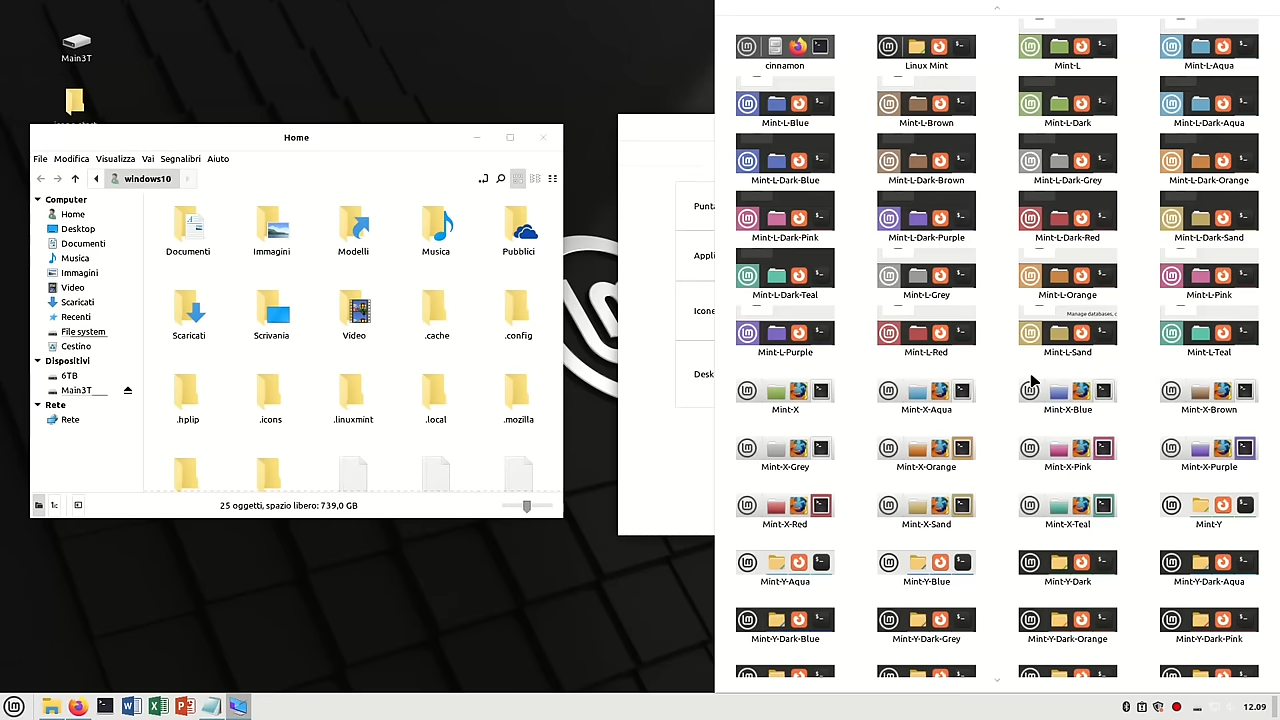 Main3T
Home
File Modifica Visualizza Vai Segnalibri Aiuto
windows10
Computer
Home
Desktop
Documenti
Musica
Immagini
Video
Scaricati
Recenti
File system
Cestino
Dispositivi
6TB
Main3T
Rete
Rete
Documenti Immagini Modelli Musica Pubblici
Scaricati Scrivania Video .cache .config
.hplip .icons .linuxmint .local .mozilla
25 oggetti, spazio libero: 739,0 GB
Icone
cinnamon Linux Mint Mint-L Mint-L-Aqua
Mint-L-Blue Mint-L-Brown Mint-L-Dark Mint-L-Dark-Aqua
Mint-L-Dark-Blue Mint-L-Dark-Brown Mint-L-Dark-Grey Mint-L-Dark-Orange
Mint-L-Dark-Pink Mint-L-Dark-Purple Mint-L-Dark-Red Mint-L-Dark-Sand
Mint-L-Dark-Teal Mint-L-Grey Mint-L-Orange Mint-L-Pink
Manage databases, c
Mint-L-Purple Mint-L-Red Mint-L-Sand Mint-L-Teal
Mint-X Mint-X-Aqua Mint-X-Blue Mint-X-Brown
Mint-X-Grey Mint-X-Orange Mint-X-Pink Mint-X-Purple
Mint-X-Red Mint-X-Sand Mint-X-Teal Mint-Y
Mint-Y-Aqua Mint-Y-Blue Mint-Y-Dark Mint-Y-Dark-Aqua
Mint-Y-Dark-Blue Mint-Y-Dark-Grey Mint-Y-Dark-Orange Mint-Y-Dark-Pink
12.09